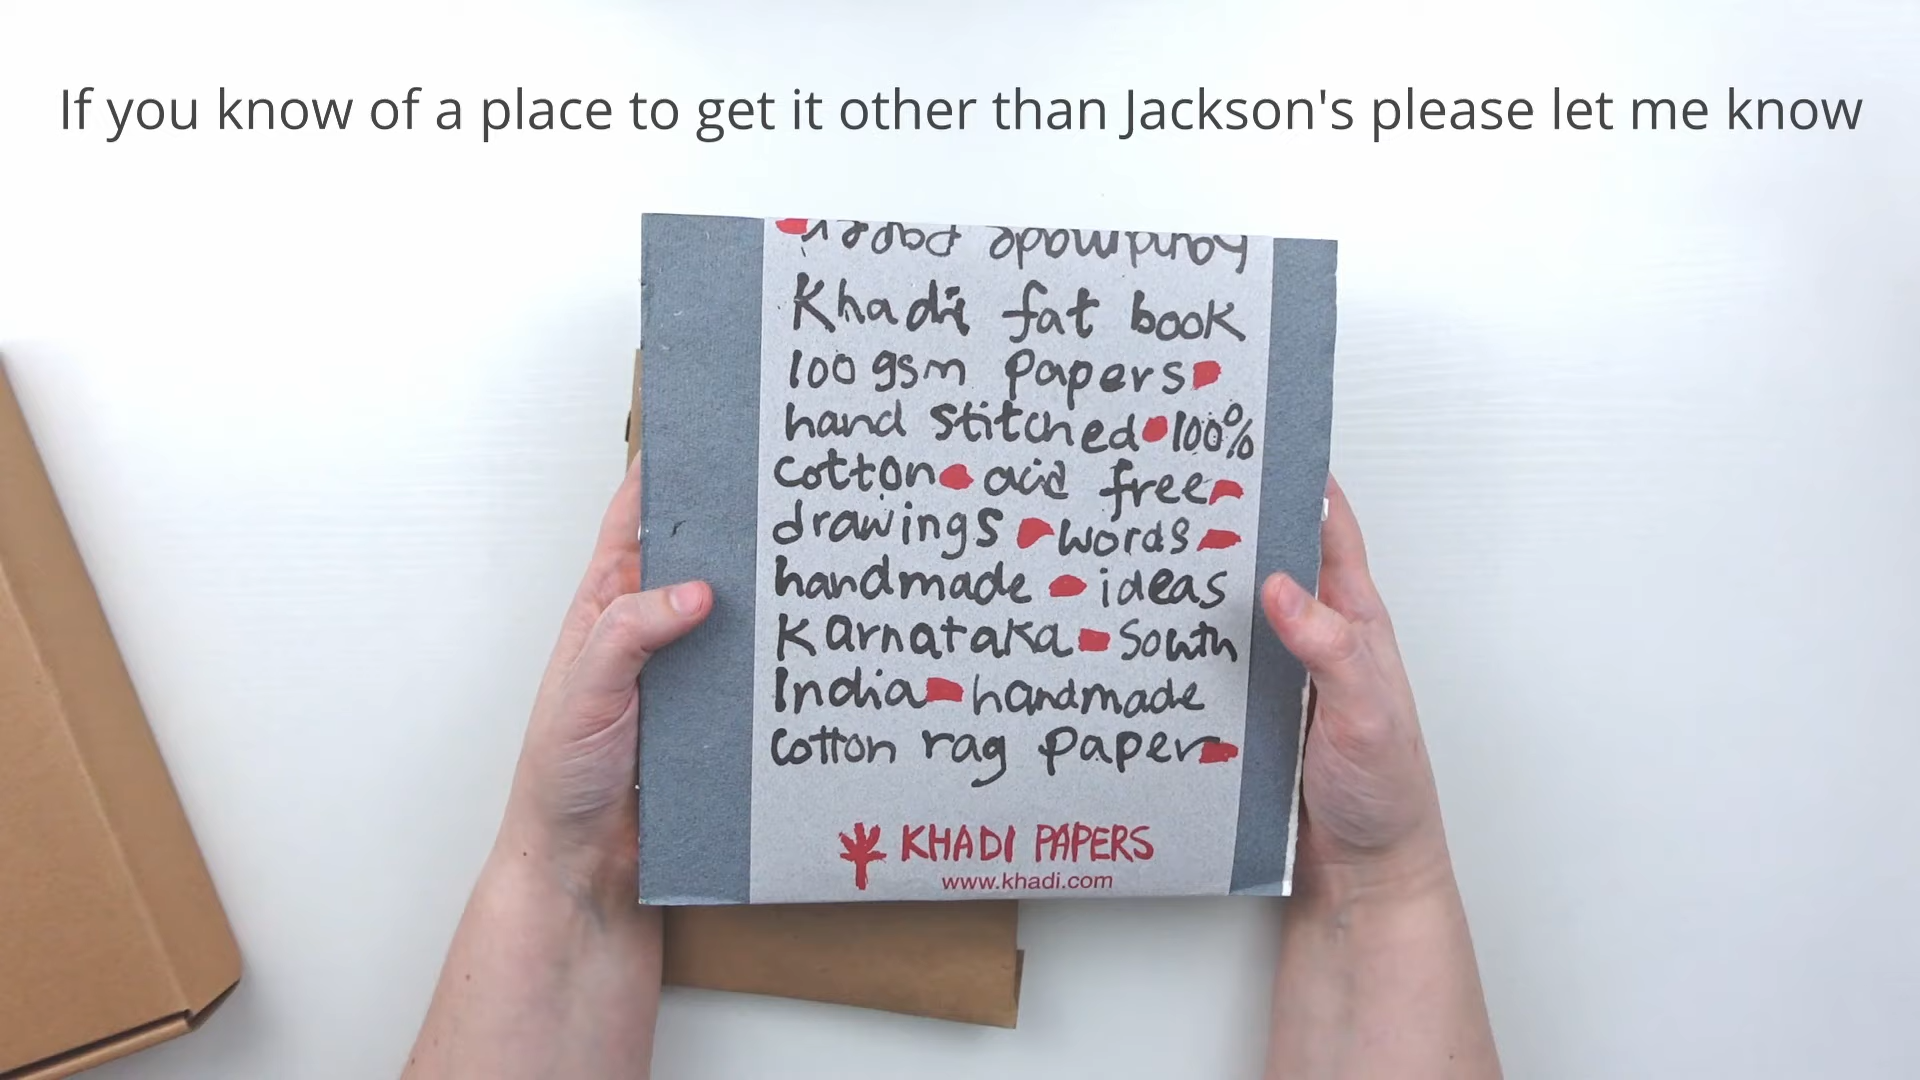 If you know of a place to get it other than Jackson's please let me know
handmade paper
Khadi fat book
100 gsm papers
hand stitched 100%
cotton acid free
drawings words
handmade ideas
Karnataka South
India handmade
cotton rag paper
KHADI PAPERS
www.khadi.com